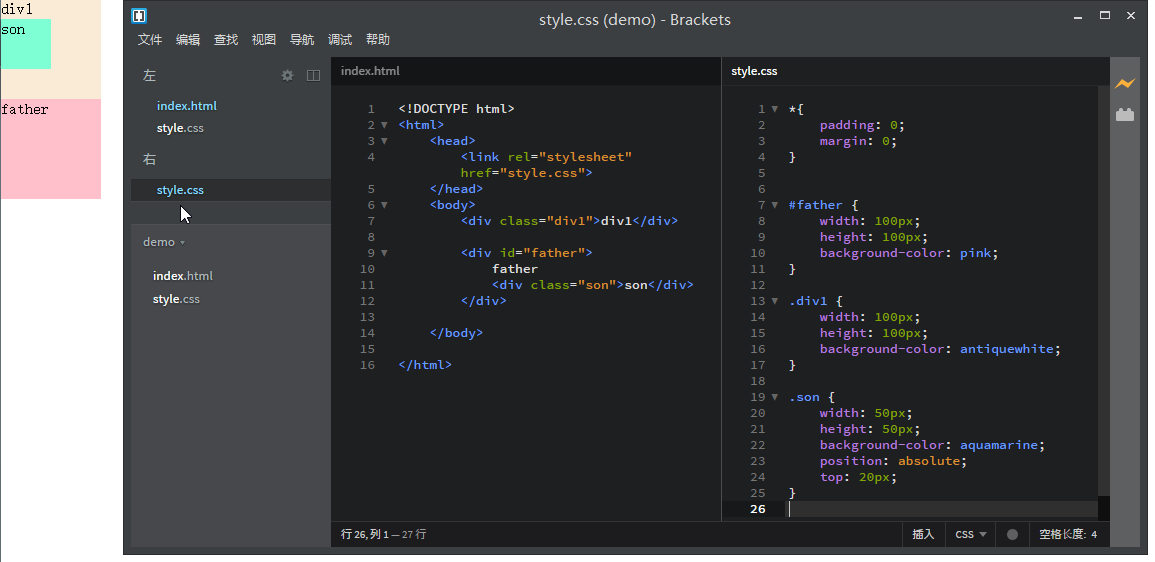 div1
son
father
style.css (demo) - Brackets
文件 编辑 查找 视图 导航 调试 帮助
左
index.html
style.css
右
style.css
demo
index.html
style.css
index.html
1 <!DOCTYPE html>
2 <html>
3 <head>
4 <link rel="stylesheet"
href="style.css">
5 </head>
6 <body>
7 <div class="div1">div1</div>
8
9 <div id="father">
10 father
11 <div class="son">son</div>
12 </div>
13
14 </body>
15
16 </html>
style.css
1 *{
2 padding: 0;
3 margin: 0;
4 }
5
6
7 #father {
8 width: 100px;
9 height: 100px;
10 background-color: pink;
11 }
12
13 .div1 {
14 width: 100px;
15 height: 100px;
16 background-color: antiquewhite;
17 }
18
19 .son {
20 width: 50px;
21 height: 50px;
22 background-color: aquamarine;
23 position: absolute;
24 top: 20px;
25 }
26
行 26, 列 1 — 27 行
插入 CSS 空格长度: 4